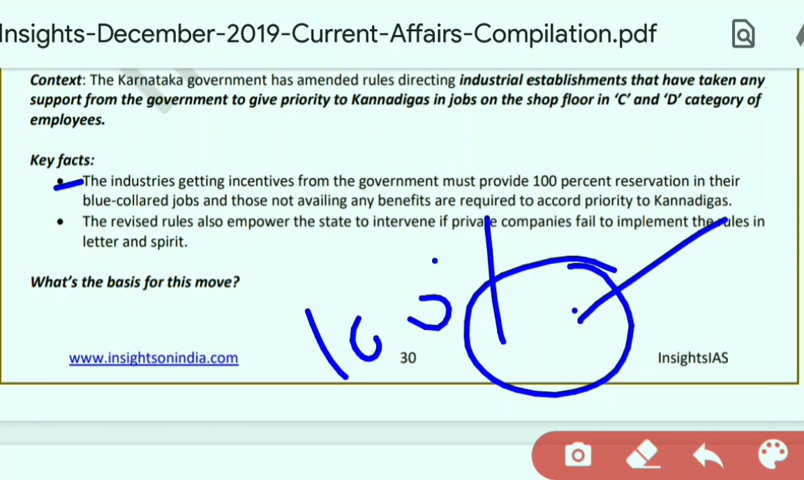 Insights-December-2019-Current-Affairs-Compilation.pdf
Context: The Karnataka government has amended rules directing industrial establishments that have taken any
support from the government to give priority to Kannadigas in jobs on the shop floor in ‘C’ and ‘D’ category of
employees.
Key facts:
• The industries getting incentives from the government must provide 100 percent reservation in their
blue-collared jobs and those not availing any benefits are required to accord priority to Kannadigas.
• The revised rules also empower the state to intervene if private companies fail to implement the rules in
letter and spirit.
What’s the basis for this move?
www.insightsonindia.com 30 InsightsIAS